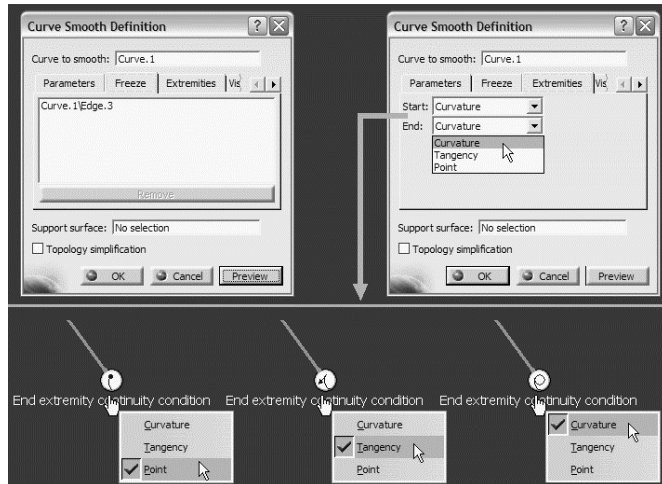 Curve Smooth Definition
Curve to smooth: Curve.1
Parameters Freeze Extremities Vis
Curve.1\Edge.3
Remove
Support surface: No selection
Topology simplification
OK Cancel Preview
Curve Smooth Definition
Curve to smooth: Curve.1
Parameters Freeze Extremities Vis
Start: Curvature
End: Curvature
Curvature
Tangency
Point
Support surface: No selection
Topology simplification
OK Cancel Preview
End extremity continuity condition
Curvature
Tangency
Point
End extremity continuity condition
Curvature
Tangency
Point
End extremity continuity condition
Curvature
Tangency
Point